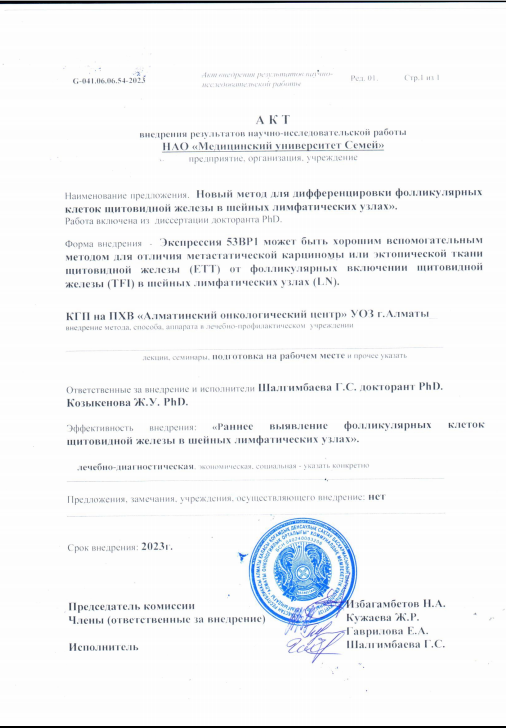 G-041.06.06.54-2023
Акт внедрения результатов научно-
исследовательской работы
Ред. 01.
Стр.1 из 1
А К Т
внедрения результатов научно-исследовательской работы
НАО «Медицинский университет Семей»
предприятие, организация, учреждение
Наименование предложения. Новый метод для дифференцировки фолликулярных
клеток щитовидной железы в шейных лимфатических узлах».
Работа включена из диссертации докторанта PhD.
Форма внедрения - Экспрессия 53BP1 может быть хорошим вспомогательным
методом для отличия метастатической карциномы или эктопической ткани
щитовидной железы (ETT) от фолликулярных включении щитовидной
железы (TFI) в шейных лимфатических узлах (LN).
КГП на ПХВ «Алматинский онкологический центр» УОЗ г.Алматы
внедрение метода, способа, аппарата в лечебно-профилактическом учреждении
лекции, семинары, подготовка на рабочем месте и прочее указать
Ответственные за внедрение и исполнители Шалгимбаева Г.С. докторант PhD.
Козыкенова Ж.У. PhD.
Эффективность внедрения: «Раннее выявление фолликулярных клеток
щитовидной железы в шейных лимфатических узлах».
лечебно-диагностическая, экономическая, социальная - указать конкретно
Предложения, замечания, учреждения, осуществляющего внедрение: нет
Срок внедрения: 2023г.
Председатель комиссии Избагамбетов Н.А.
Члены (ответственные за внедрение) Кужаева Ж.Р.
Гаврилова Е.А.
Исполнитель Шалгимбаева Г.С.